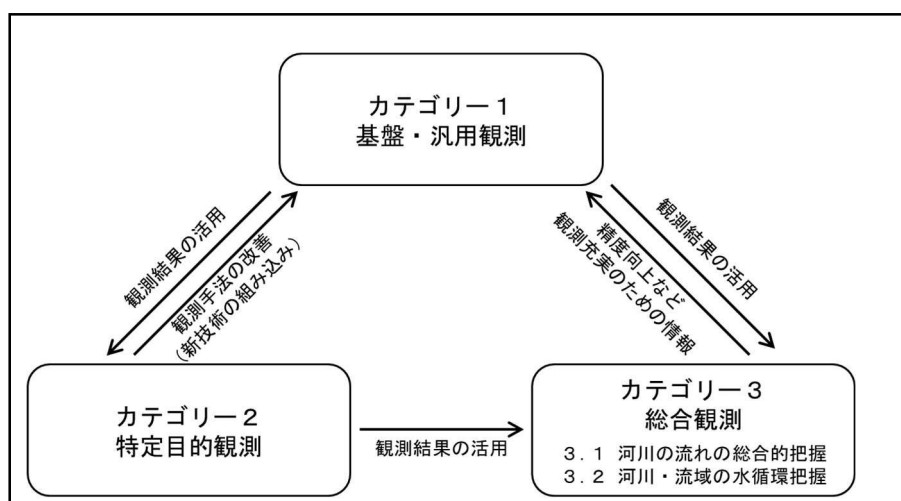 カテゴリー１
基盤・汎用観測
観測結果の活用
観測手法の改善
（新技術の組み込み）
観測結果の活用
精度向上など
観測充実のための情報
カテゴリー２
特定目的観測
観測結果の活用
カテゴリー３
総合観測
３.１ 河川の流れの総合的把握
３.２ 河川・流域の水循環把握